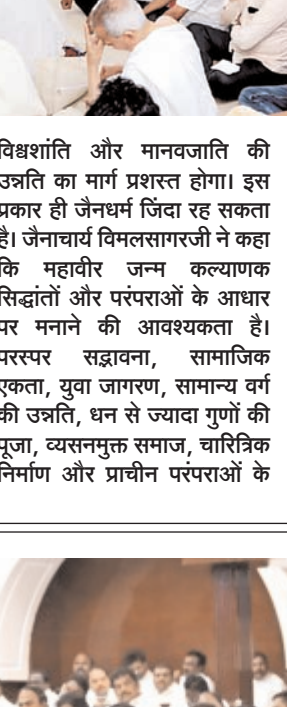 विश्वशांति और मानवजाति की
उन्नति का मार्ग प्रशस्त होगा। इस
प्रकार ही जैनधर्म जिंदा रह सकता
है। जैनाचार्य विमलसागरजी ने कहा
कि महावीर जन्म कल्याणक
सिद्धांतों और परंपराओं के आधार
पर मनाने की आवश्यकता है।
परस्पर सद्भावना, सामाजिक
एकता, युवा जागरण, सामान्य वर्ग
की उन्नति, धन से ज्यादा गुणों की
पूजा, व्यसनमुक्त समाज, चारित्रिक
निर्माण और प्राचीन परंपराओं के